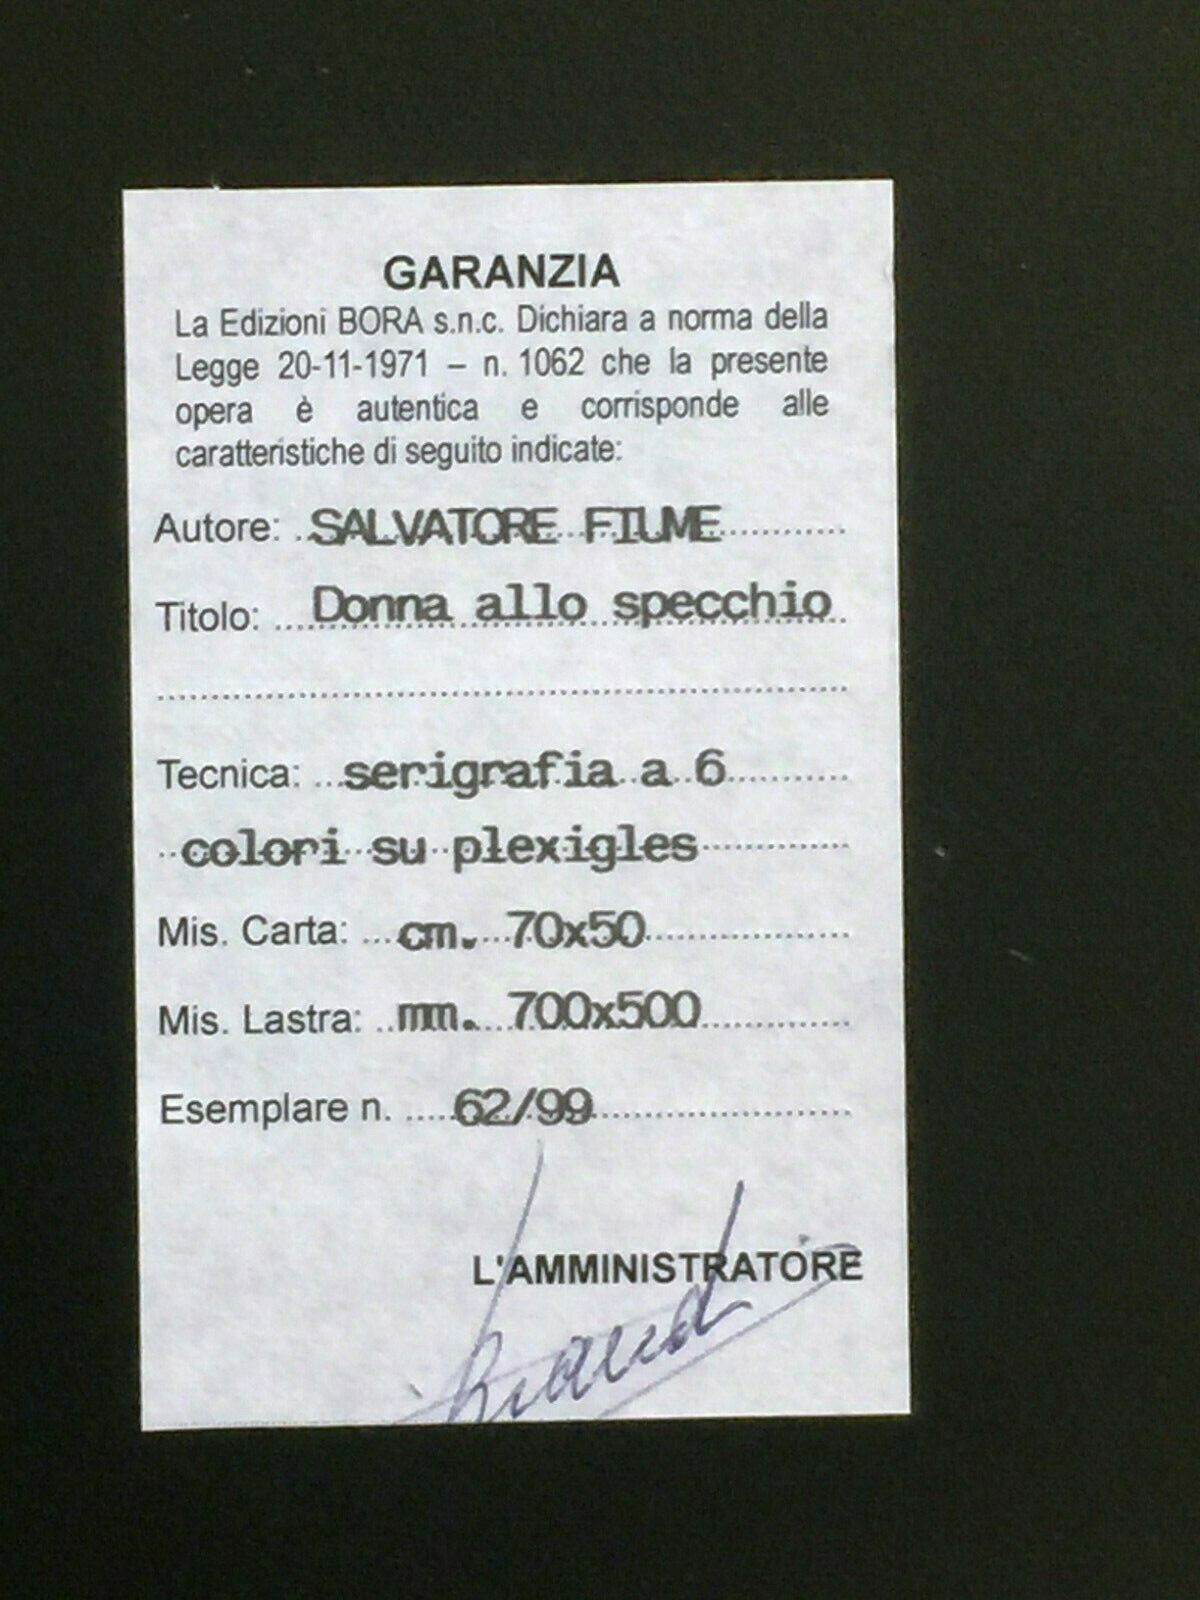 GARANZIA
La Edizioni BORA s.n.c. Dichiara a norma della
Legge 20-11-1971 – n. 1062 che la presente
opera è autentica e corrisponde alle
caratteristiche di seguito indicate:
Autore: SALVATORE FIUME
Titolo: Donna allo specchio
Tecnica: serigrafia a 6
colori su plexigles
Mis. Carta: cm. 70x50
Mis. Lastra: mm. 700x500
Esemplare n. 62/99
L'AMMINISTRATORE